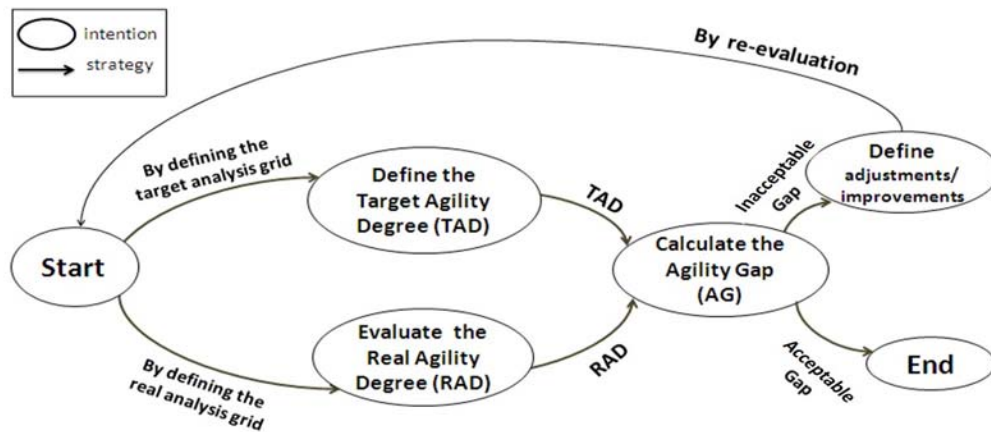 intention
strategy
By re-evaluation
By defining the
target analysis grid
Define the
Target Agility
Degree (TAD)
TAD
Inacceptable
Gap
Define
adjustments/
improvements
Start
Calculate the
Agility Gap
(AG)
Evaluate the
Real Agility
Degree (RAD)
RAD
By defining the
real analysis grid
Acceptable
Gap
End